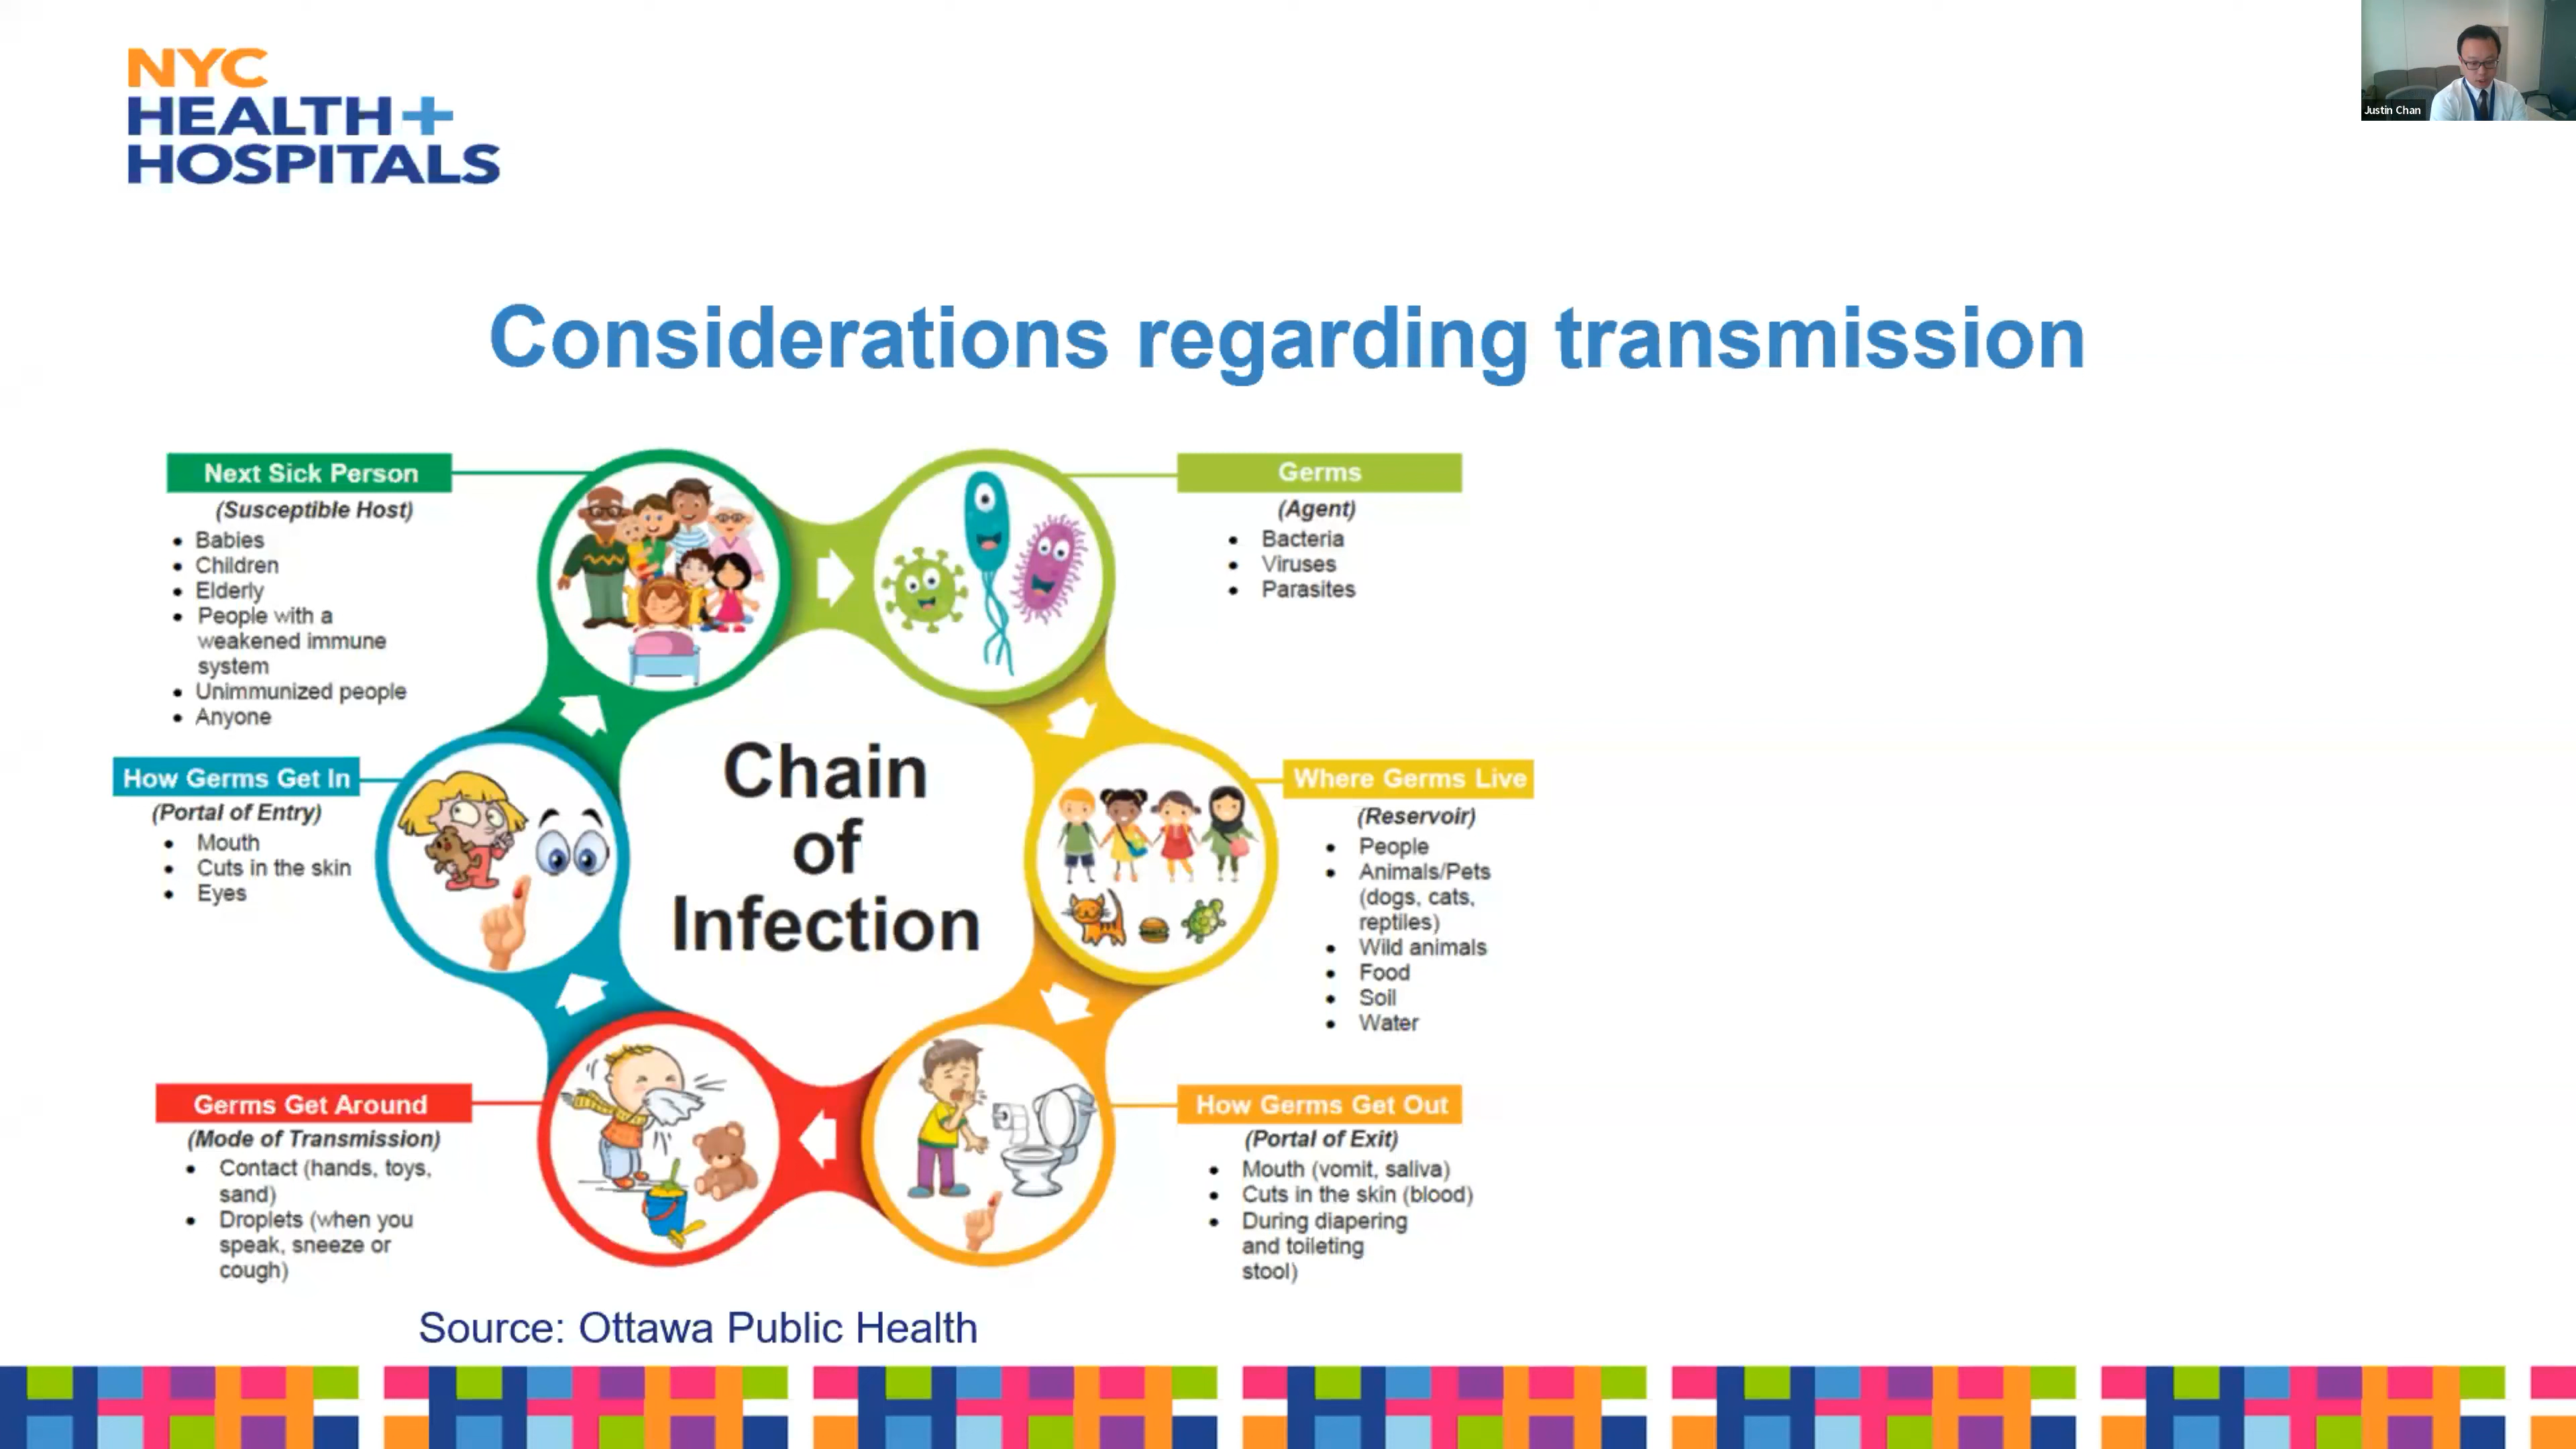 NYC
HEALTH+
HOSPITALS
Justin Chan
Considerations regarding transmission
Next Sick Person
(Susceptible Host)
• Babies
• Children
• Elderly
• People with a
weakened immune
system
• Unimmunized people
• Anyone
Germs
(Agent)
• Bacteria
• Viruses
• Parasites
How Germs Get In
(Portal of Entry)
• Mouth
• Cuts in the skin
• Eyes
Chain
of
Infection
Where Germs Live
(Reservoir)
• People
• Animals/Pets
(dogs, cats,
reptiles)
• Wild animals
• Food
• Soil
• Water
Germs Get Around
(Mode of Transmission)
• Contact (hands, toys,
sand)
• Droplets (when you
speak, sneeze or
cough)
How Germs Get Out
(Portal of Exit)
• Mouth (vomit, saliva)
• Cuts in the skin (blood)
• During diapering
and toileting
stool)
Source: Ottawa Public Health